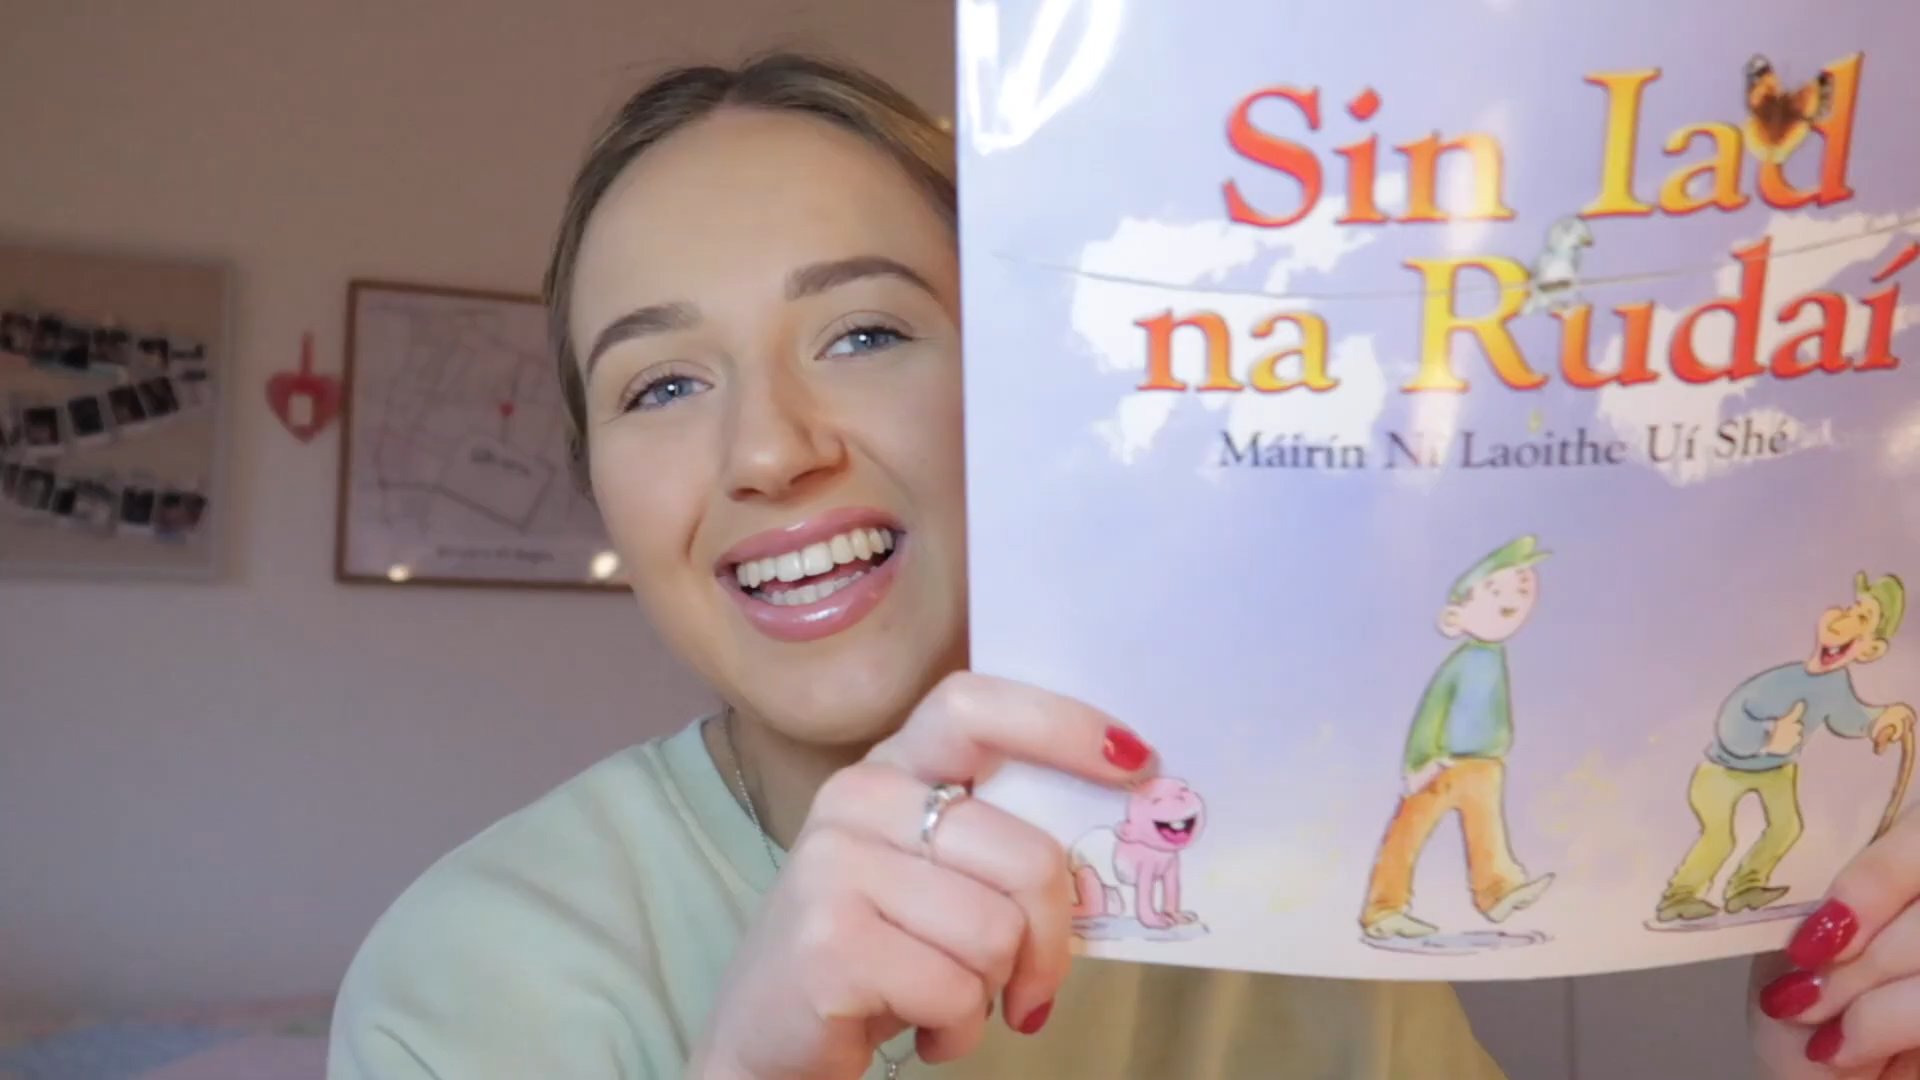 Sin Iad
na Rudaí
Máirín Ní Laoithe Uí Shé